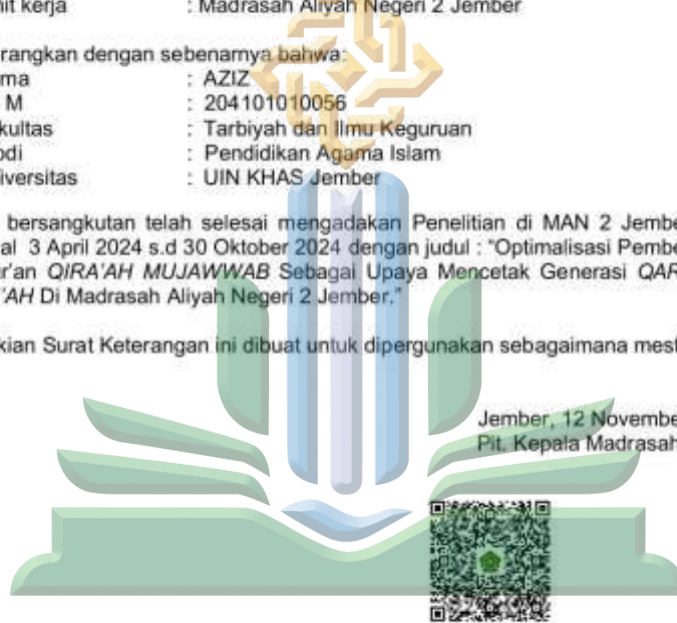 nit kerja : Madrasah Aliyah Negeri 2 Jember
rangkan dengan sebenarnya bahwa:
ma : AZIZ
M : 204101010056
kultas : Tarbiyah dan Ilmu Keguruan
odi : Pendidikan Agama Islam
iversitas : UIN KHAS Jember
bersangkutan telah selesai mengadakan Penelitian di MAN 2 Jembe
al 3 April 2024 s.d 30 Oktober 2024 dengan judul : "Optimalisasi Pembe
r'an QIRA'AH MUJAWWAB Sebagai Upaya Mencetak Generasi QAR
'AH Di Madrasah Aliyah Negeri 2 Jember."
kian Surat Keterangan ini dibuat untuk dipergunakan sebagaimana mest
Jember, 12 Novembe
Plt. Kepala Madrasah